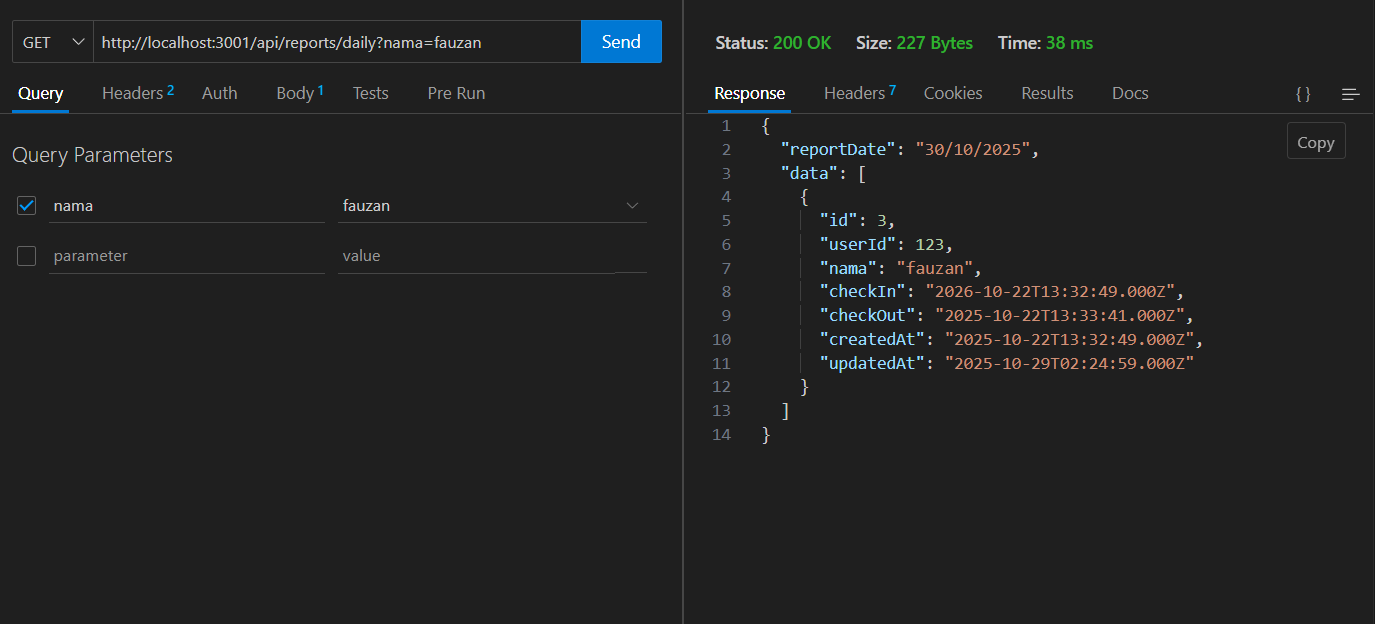 GET http://localhost:3001/api/reports/daily?nama=fauzan Send
Query Headers 2 Auth Body 1 Tests Pre Run
Query Parameters
nama fauzan
parameter value
Status: 200 OK Size: 227 Bytes Time: 38 ms
Response Headers 7 Cookies Results Docs {}
Copy
1 {
2 "reportDate": "30/10/2025",
3 "data": [
4 {
5 "id": 3,
6 "userId": 123,
7 "nama": "fauzan",
8 "checkIn": "2026-10-22T13:32:49.000Z",
9 "checkOut": "2025-10-22T13:33:41.000Z",
10 "createdAt": "2025-10-22T13:32:49.000Z",
11 "updatedAt": "2025-10-29T02:24:59.000Z"
12 }
13 ]
14 }